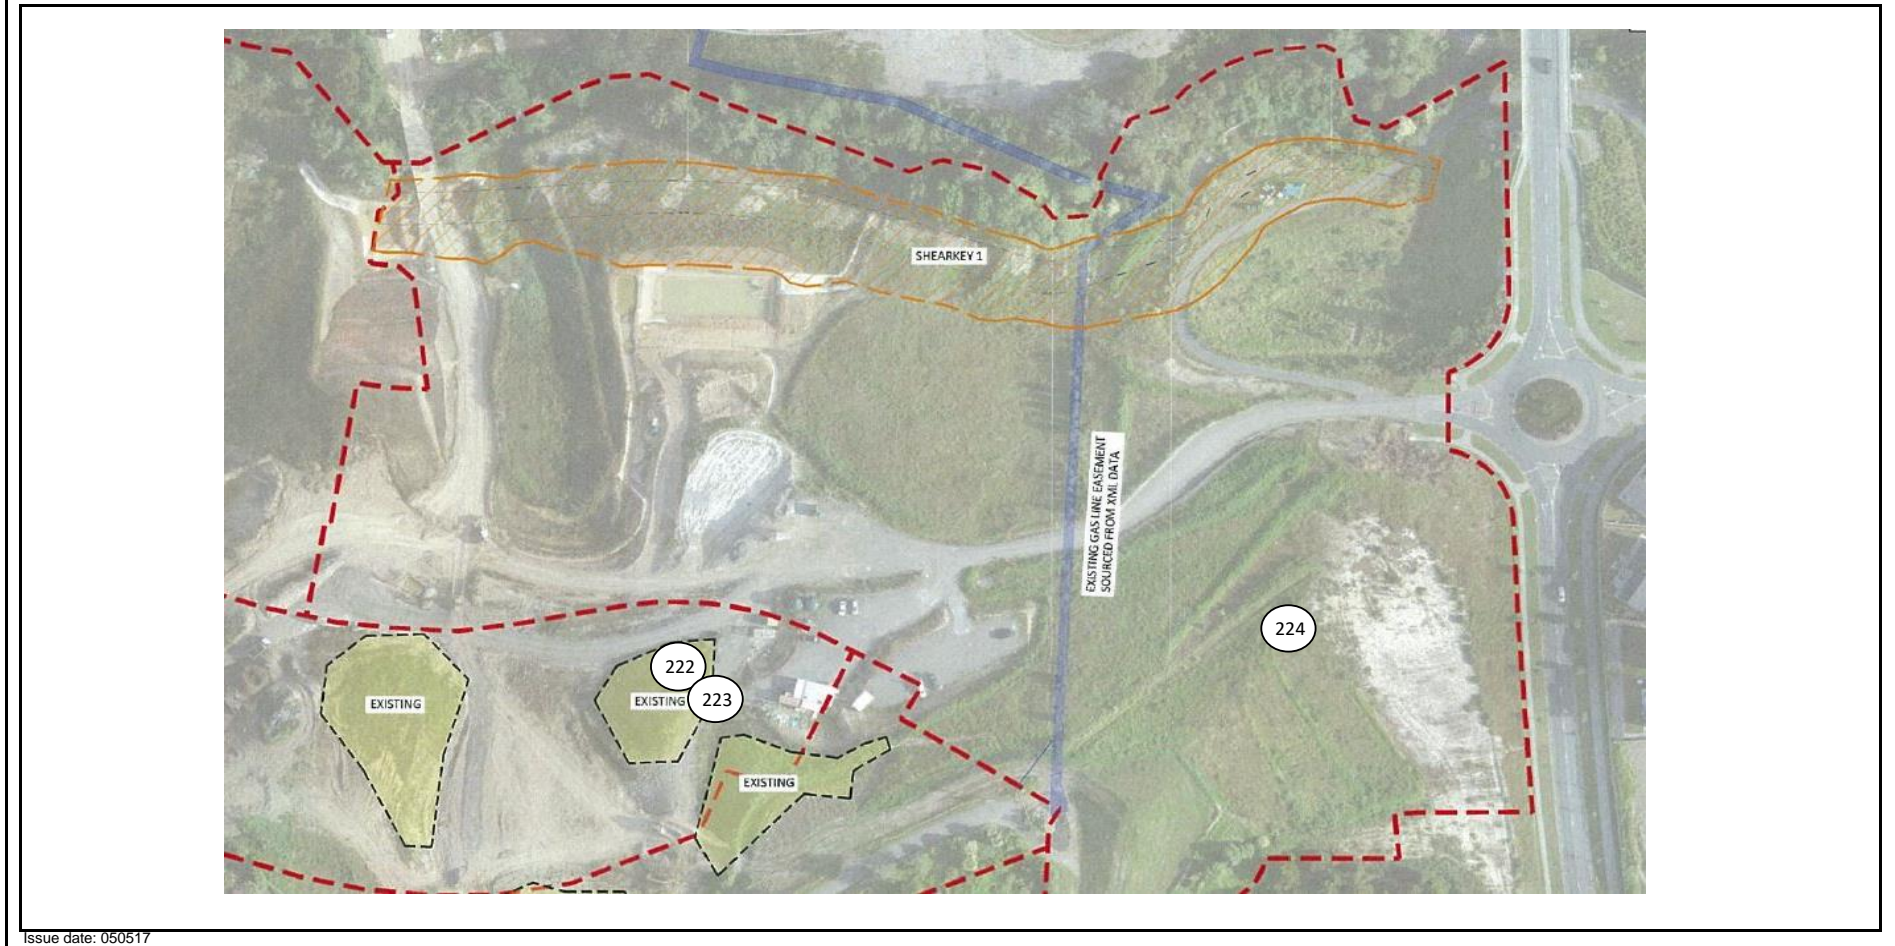 SHEARKEY 1
EXISTING GAS LINE EASEMENT
SOURCED FROM XML DATA
224
222
EXISTING
223
EXISTING
EXISTING
Issue date: 050517